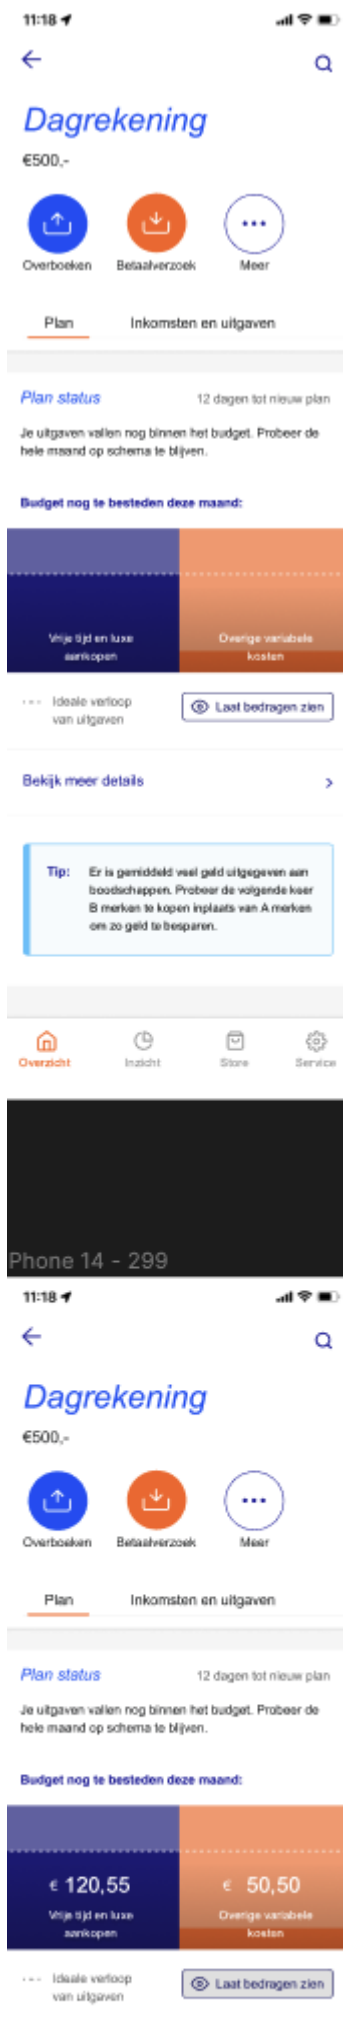 11:18
Dagrekening
€500,-
Overboeken Betaalverzoek Meer
Plan Inkomsten en uitgaven
Plan status 12 dagen tot nieuw plan
Je uitgaven vallen nog binnen het budget. Probeer de
hele maand op schema te blijven.
Budget nog te besteden deze maand:
Vrije tijd en luxe
aankopen
Overige variabele
kosten
Ideale verloop
van uitgaven
Laat bedragen zien
Bekijk meer details
Tip: Er is gemiddeld veel geld uitgegeven aan
boodschappen. Probeer de volgende keer
B merken te kopen inplaats van A merken
om zo geld te besparen.
Overzicht Inzicht Store Service
Phone 14 - 299
11:18
Dagrekening
€500,-
Overboeken Betaalverzoek Meer
Plan Inkomsten en uitgaven
Plan status 12 dagen tot nieuw plan
Je uitgaven vallen nog binnen het budget. Probeer de
hele maand op schema te blijven.
Budget nog te besteden deze maand:
€ 120,55
Vrije tijd en luxe
aankopen
€ 50,50
Overige variabele
kosten
Ideale verloop
van uitgaven
Laat bedragen zien